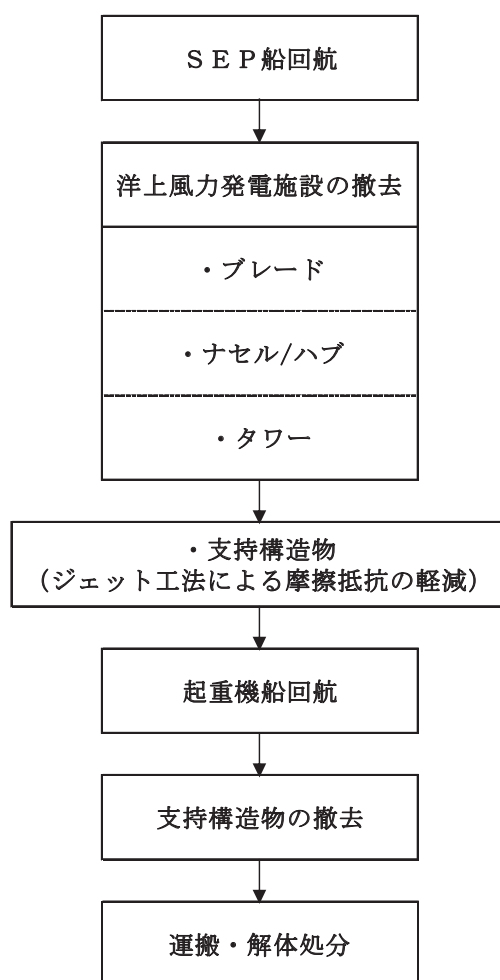 ＳＥＰ船回航
洋上風力発電施設の撤去
・ブレード
・ナセル/ハブ
・タワー
・支持構造物
（ジェット工法による摩擦抵抗の軽減）
起重機船回航
支持構造物の撤去
運搬・解体処分